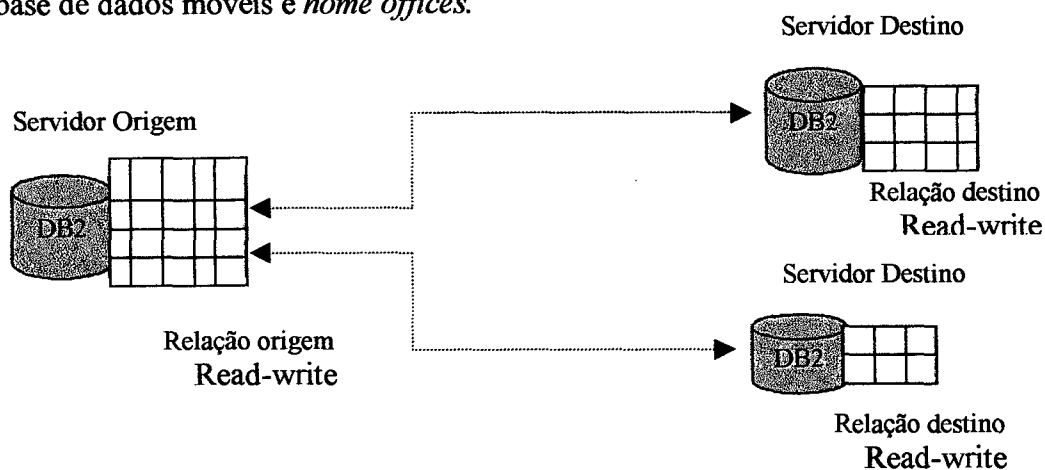 base de dados móveis e home offices.
Servidor Destino
Servidor Origem
DB2
DB2
Relação destino
Read-write
Servidor Destino
Relação origem
Read-write
DB2
Relação destino
Read-write